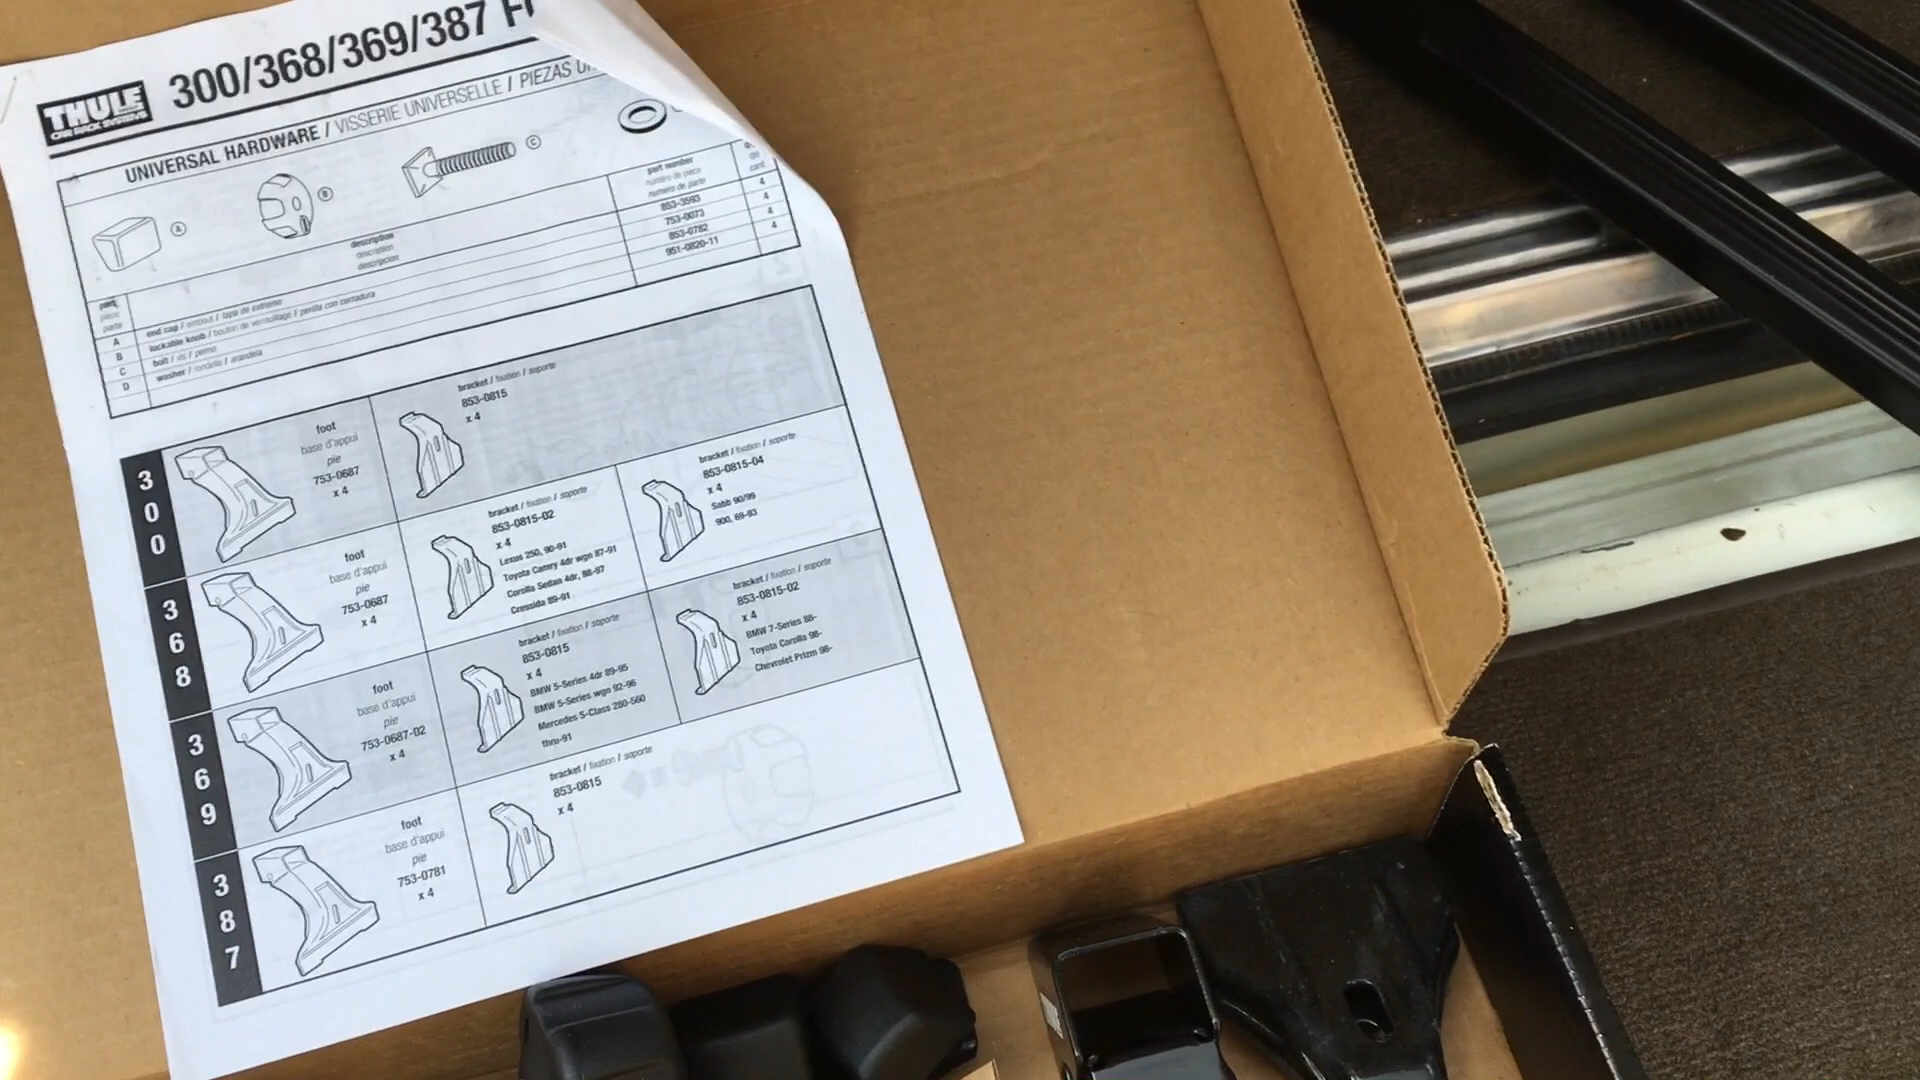 THULE
CAR RACK SYSTEMS
300/368/369/387
UNIVERSAL HARDWARE / VISSERIE UNIVERSELLE / PIEZAS
A
B
C
part
pièce
parte
description
description
descripcion
part number
numéro de pièce
numero de parte
A end cap / embout / tapa de extremo 853-3593 4
B lockable knob / bouton de verrouillage / perilla con cerradura 753-0073 4
C bolt / vis / perno 853-0782 4
D washer / rondelle / arandela 951-0820-11 4
300
foot
base d'appui
pie
753-0687
x 4
bracket / fixation / soporte
853-0815
x 4
368
foot
base d'appui
pie
753-0687
x 4
bracket / fixation / soporte
853-0815-02
x 4
Lexus 250, 90-91
Toyota Camry 4dr wgn 87-91
Corolla Sedan 4dr, 88-97
Cressida 89-91
bracket / fixation / soporte
853-0815-04
x 4
Sabb 90/99
900, 89-93
369
foot
base d'appui
pie
753-0687-02
x 4
bracket / fixation / soporte
853-0815
x 4
BMW 5-Series 4dr 89-95
BMW 5-Series wgn 92-96
Mercedes S-Class 280-560
thru-91
bracket / fixation / soporte
853-0815-02
x 4
BMW 7-Series 88-
Toyota Corolla 98-
Chevrolet Prizm 98-
387
foot
base d'appui
pie
753-0781
x 4
bracket / fixation / soporte
853-0815
x 4